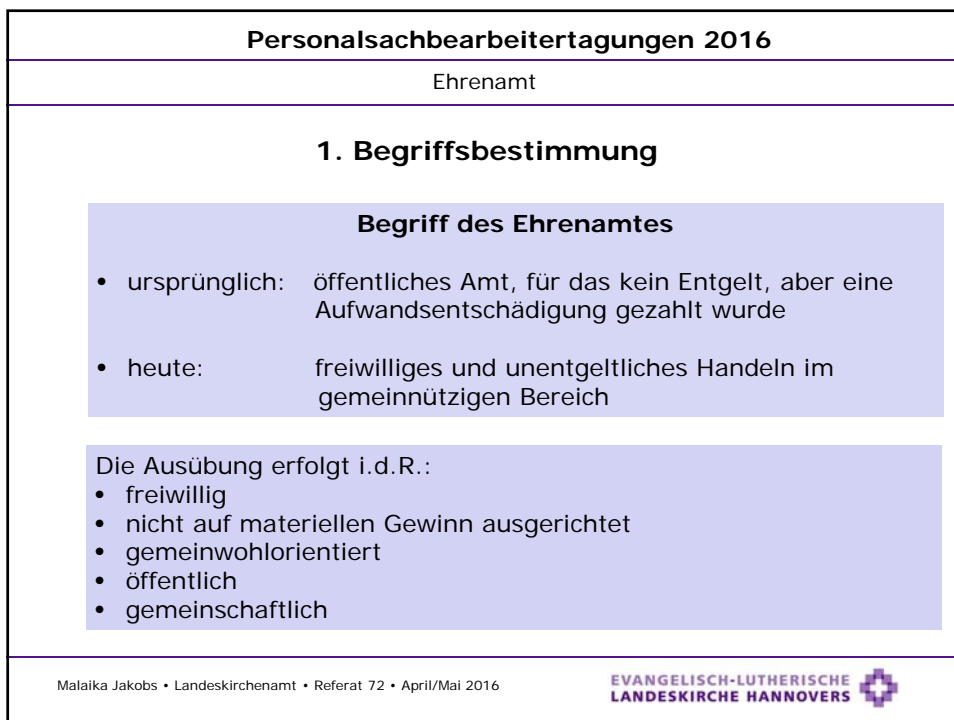 Personalsachbearbeitertagungen 2016
Ehrenamt
1. Begriffsbestimmung
Begriff des Ehrenamtes
• ursprünglich: öffentliches Amt, für das kein Entgelt, aber eine
Aufwandsentschädigung gezahlt wurde
• heute: freiwilliges und unentgeltliches Handeln im
gemeinnützigen Bereich
Die Ausübung erfolgt i.d.R.:
• freiwillig
• nicht auf materiellen Gewinn ausgerichtet
• gemeinwohlorientiert
• öffentlich
• gemeinschaftlich
Malaika Jakobs • Landeskirchenamt • Referat 72 • April/Mai 2016
EVANGELISCH-LUTHERISCHE
LANDESKIRCHE HANNOVERS